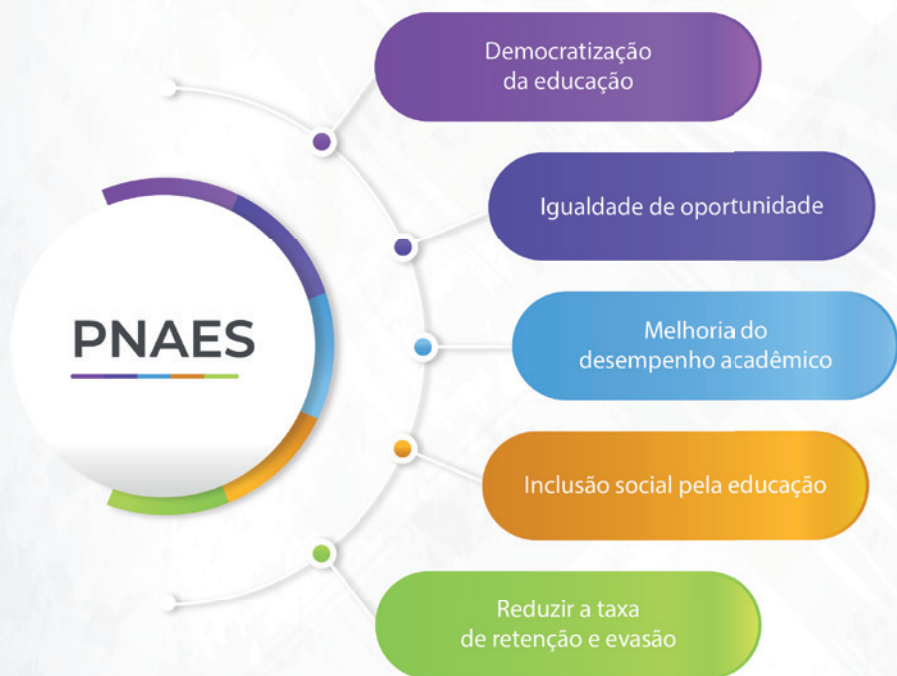 PNAES
Democratização
da educação
Igualdade de oportunidade
Melhoria do
desempenho acadêmico
Inclusão social pela educação
Reduzir a taxa
de retenção e evasão